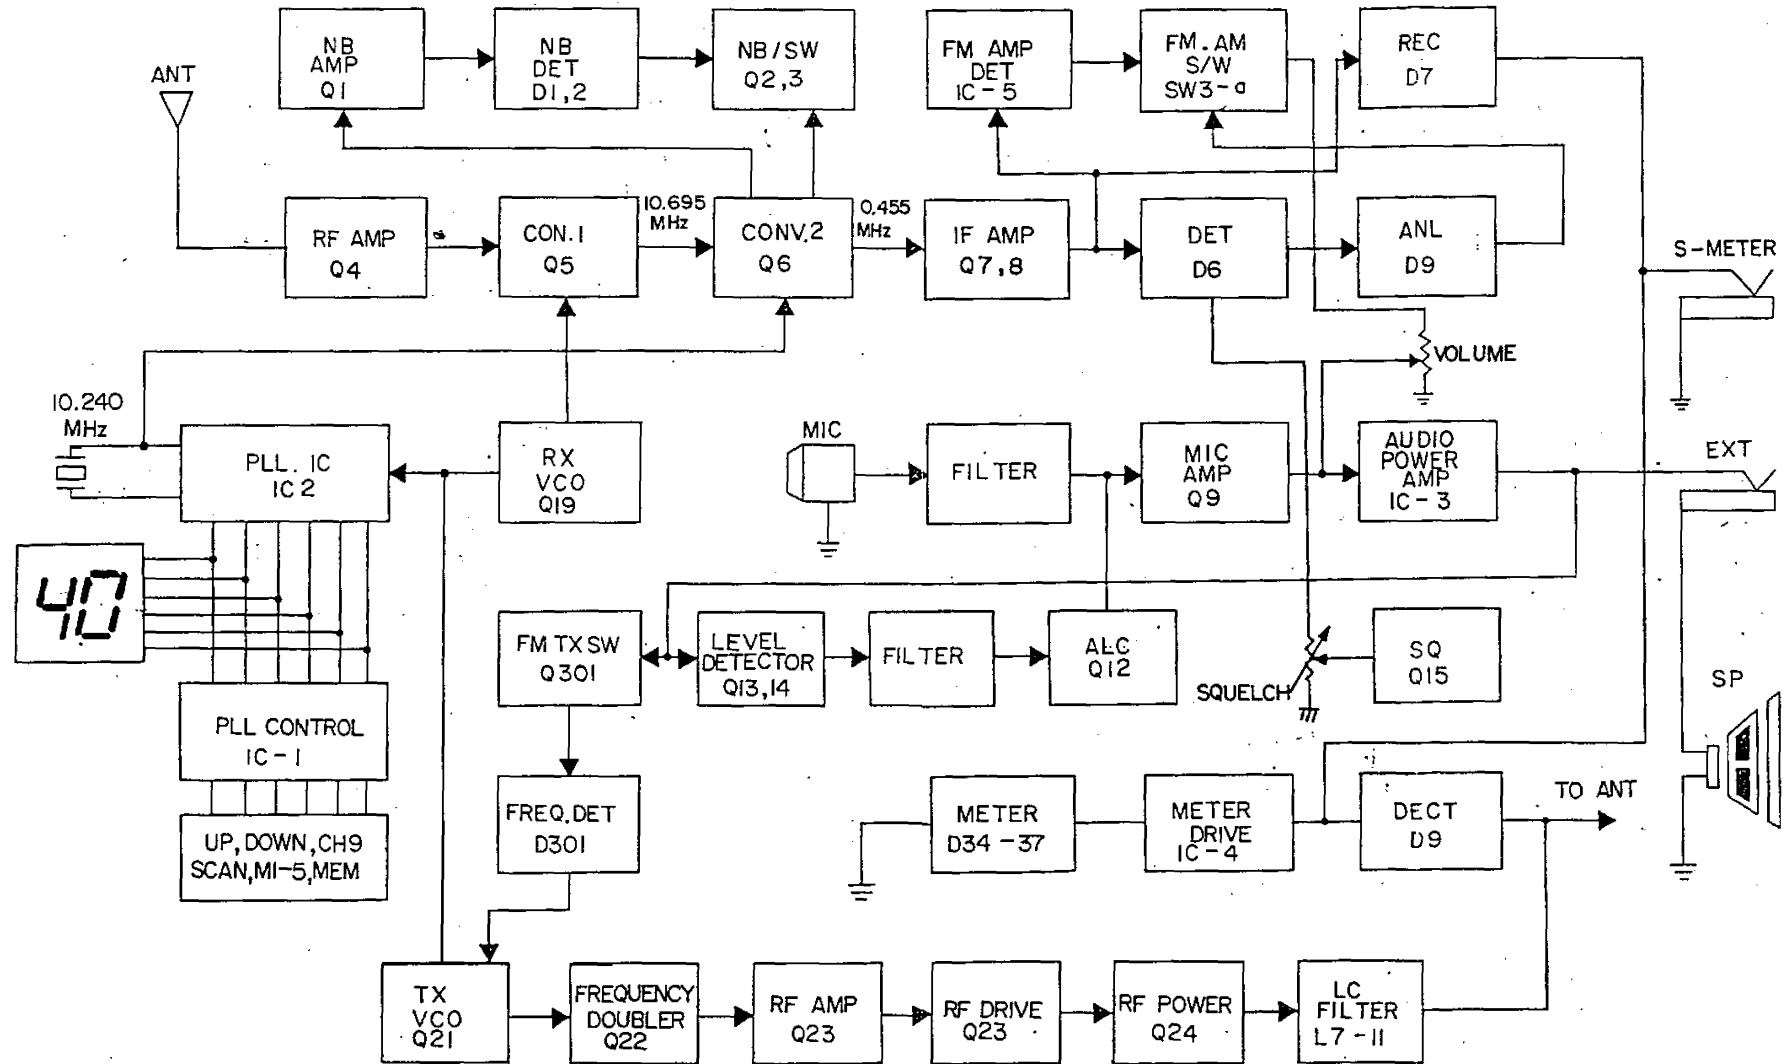 ANT
NB
AMP
Q1
NB
DET
D1,2
NB/SW
Q2,3
FM AMP
DET
IC-5
FM.AM
S/W
SW3-a
REC
D7
RF AMP
Q4
CON.1
Q5
10.695
MHz
CONV.2
Q6
0.455
MHz
IF AMP
Q7,8
DET
D6
ANL
D9
S-METER
VOLUME
10.240
MHz
PLL. IC
IC2
RX
VCO
Q19
MIC
FILTER
MIC
AMP
Q9
AUDIO
POWER
AMP
IC-3
EXT
40
FM TX SW
Q301
LEVEL
DETECTOR
Q13,14
FILTER
ALC
Q12
SQUELCH
SQ
Q15
SP
PLL CONTROL
IC-1
UP, DOWN, CH9
SCAN, M1-5, MEM
FREQ. DET
D301
METER
D34-37
METER
DRIVE
IC-4
DECT
D9
TO ANT
TX
VCO
Q21
FREQUENCY
DOUBLER
Q22
RF AMP
Q23
RF DRIVE
Q23
RF POWER
Q24
LC
FILTER
L7-11